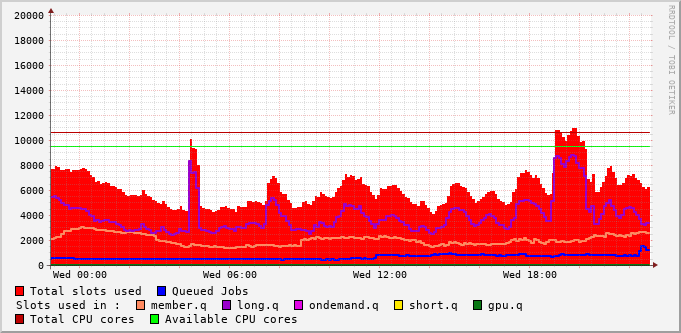 RRDTOOL / TOBI OETIKER
20000
18000
16000
14000
12000
10000
8000
6000
4000
2000
0
Wed 00:00 Wed 06:00 Wed 12:00 Wed 18:00
Total slots used Queued Jobs
Slots used in : member.q long.q ondemand.q short.q gpu.q
Total CPU cores Available CPU cores